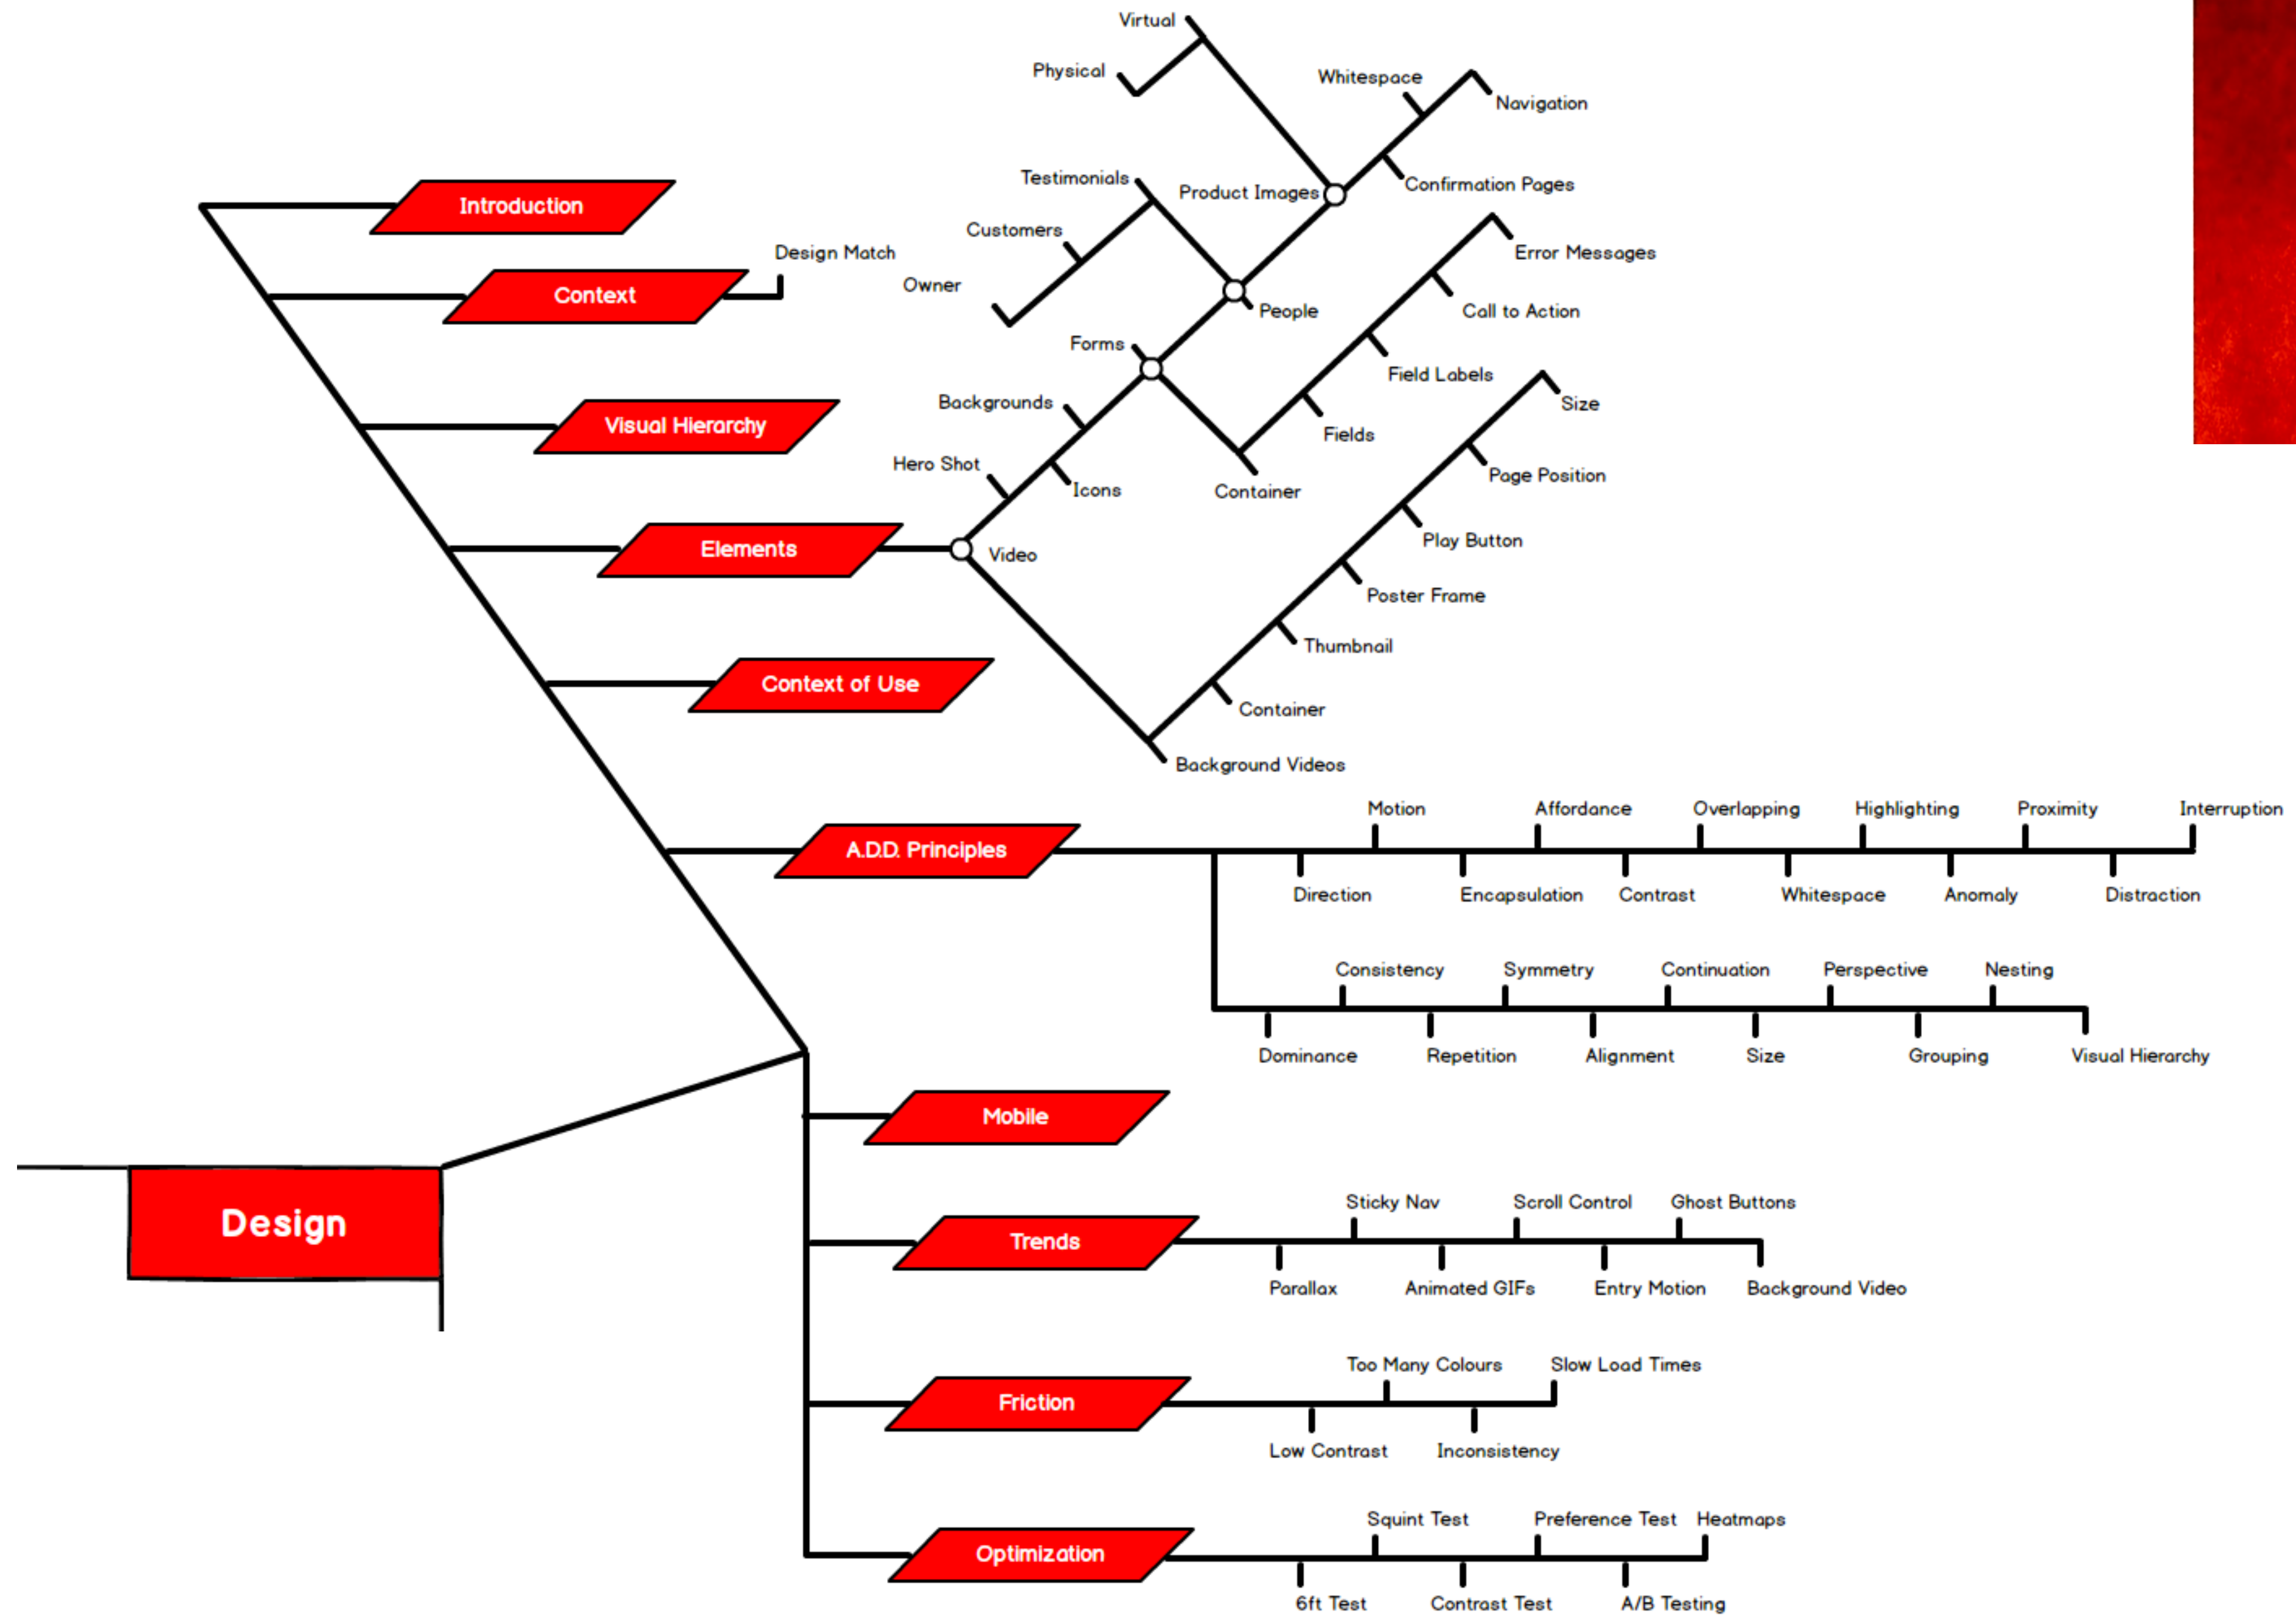 Virtual
Physical
Whitespace
Navigation
Testimonials
Product Images
Confirmation Pages
Introduction
Customers
Design Match
Error Messages
Owner
Context
People
Call to Action
Forms
Field Labels
Backgrounds
Size
Visual Hierarchy
Fields
Hero Shot
Icons
Container
Page Position
Elements
Video
Play Button
Poster Frame
Thumbnail
Context of Use
Container
Background Videos
Motion
Affordance
Overlapping
Highlighting
Proximity
Interruption
A.D.D. Principles
Direction
Encapsulation
Contrast
Whitespace
Anomaly
Distraction
Consistency
Symmetry
Continuation
Perspective
Nesting
Dominance
Repetition
Alignment
Size
Grouping
Visual Hierarchy
Mobile
Design
Sticky Nav
Scroll Control
Ghost Buttons
Trends
Parallax
Animated GIFs
Entry Motion
Background Video
Too Many Colours
Slow Load Times
Friction
Low Contrast
Inconsistency
Squint Test
Preference Test
Heatmaps
Optimization
6ft Test
Contrast Test
A/B Testing